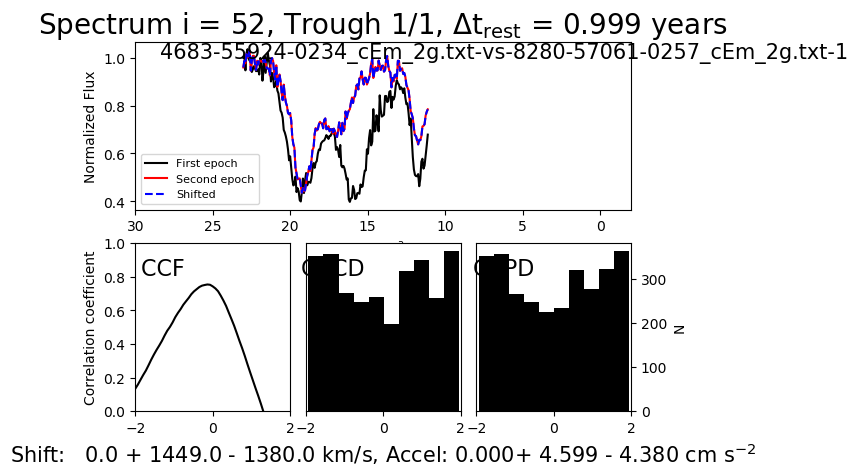 Spectrum i = 52, Trough 1/1, Δt_rest = 0.999 years
4683-55924-0234_cEm_2g.txt-vs-8280-57061-0257_cEm_2g.txt-1
Normalized Flux
1.0
0.8
0.6
0.4
First epoch
Second epoch
Shifted
30 25 20 15 10 5 0
Correlation coefficient
1.0
0.8
0.6
0.4
0.2
0.0
CCF
−2 0 2
−2 0 2
−2 0 2
300
200
100
0
N
Shift: 0.0 + 1449.0 - 1380.0 km/s, Accel: 0.000+ 4.599 - 4.380 cm s⁻²